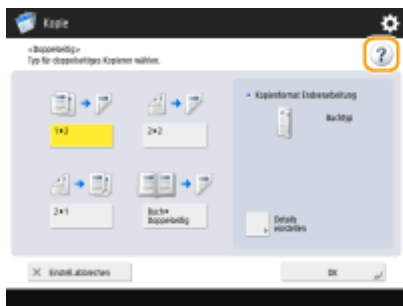 Kopie
<Doppelseitig>
Typ für doppelseitiges Kopieren wählen.
?
Kopienformat Endverarbeitung
Buchtyp
1▸2
2▸2
2▸1
Buch▸
Doppelseitig
Details
einstellen
× Einstell. abbrechen
OK